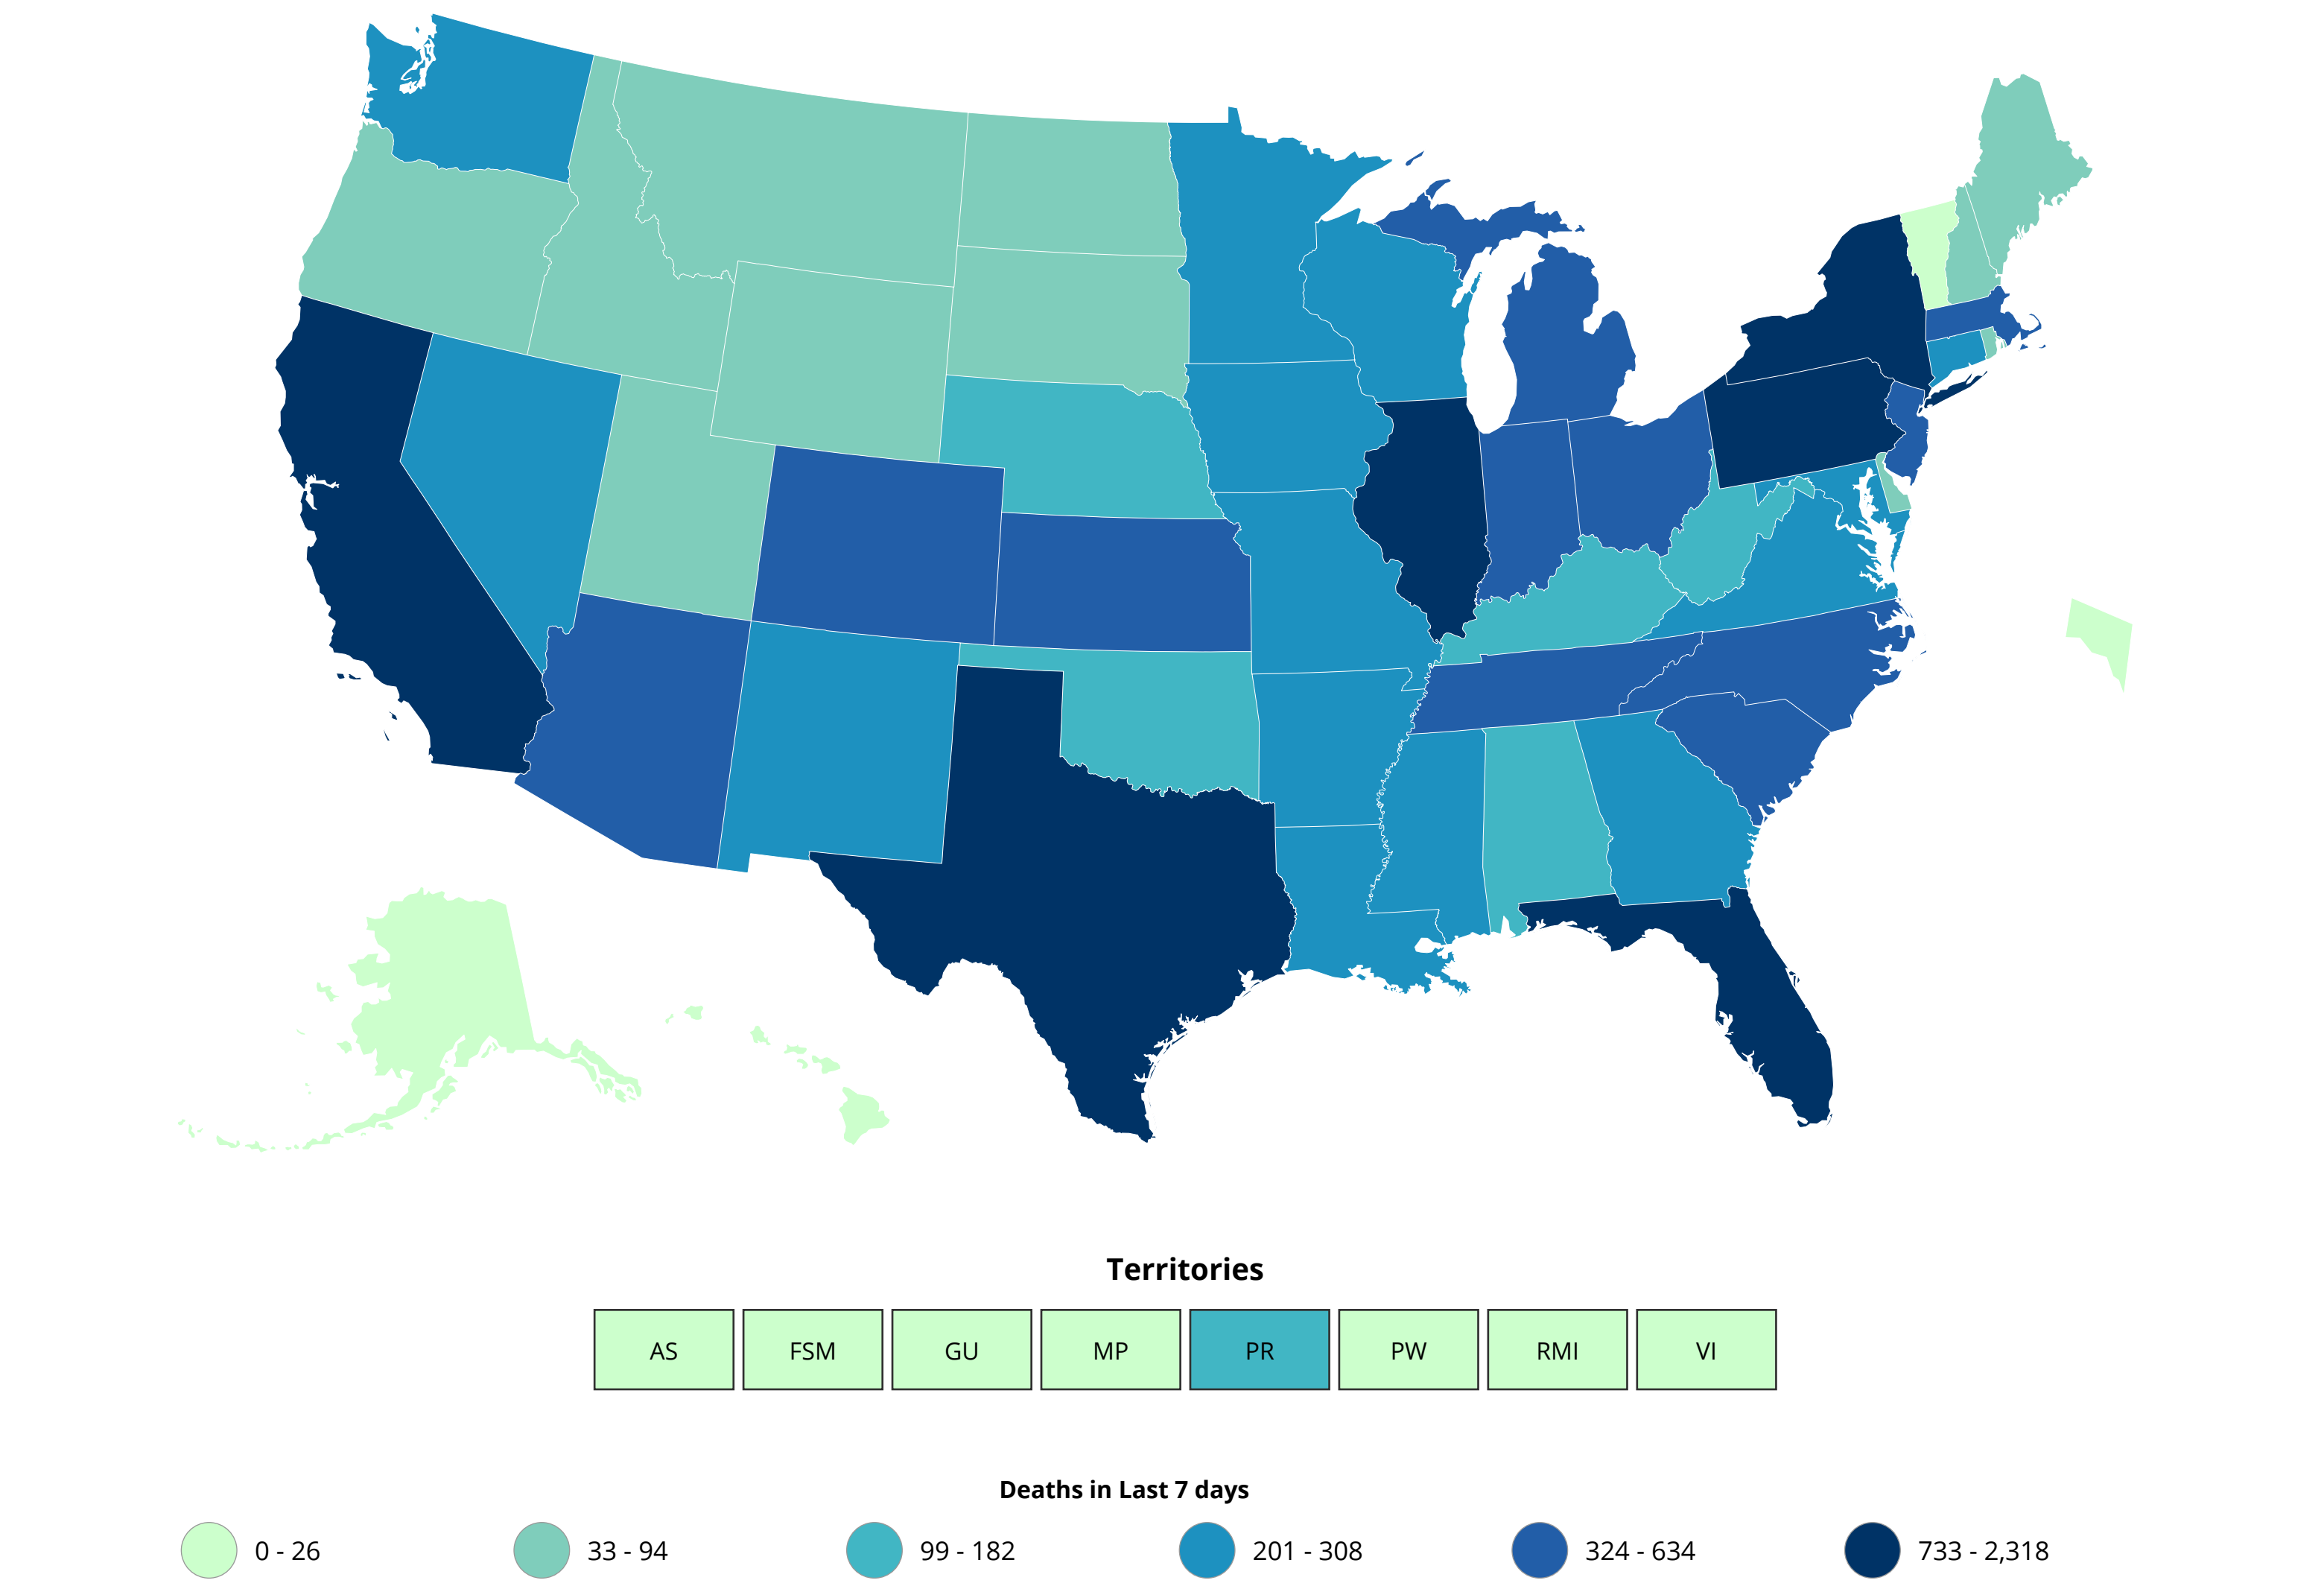 Territories
AS FSM GU MP PR PW RMI VI
Deaths in Last 7 days
0 - 26 33 - 94 99 - 182 201 - 308 324 - 634 733 - 2,318